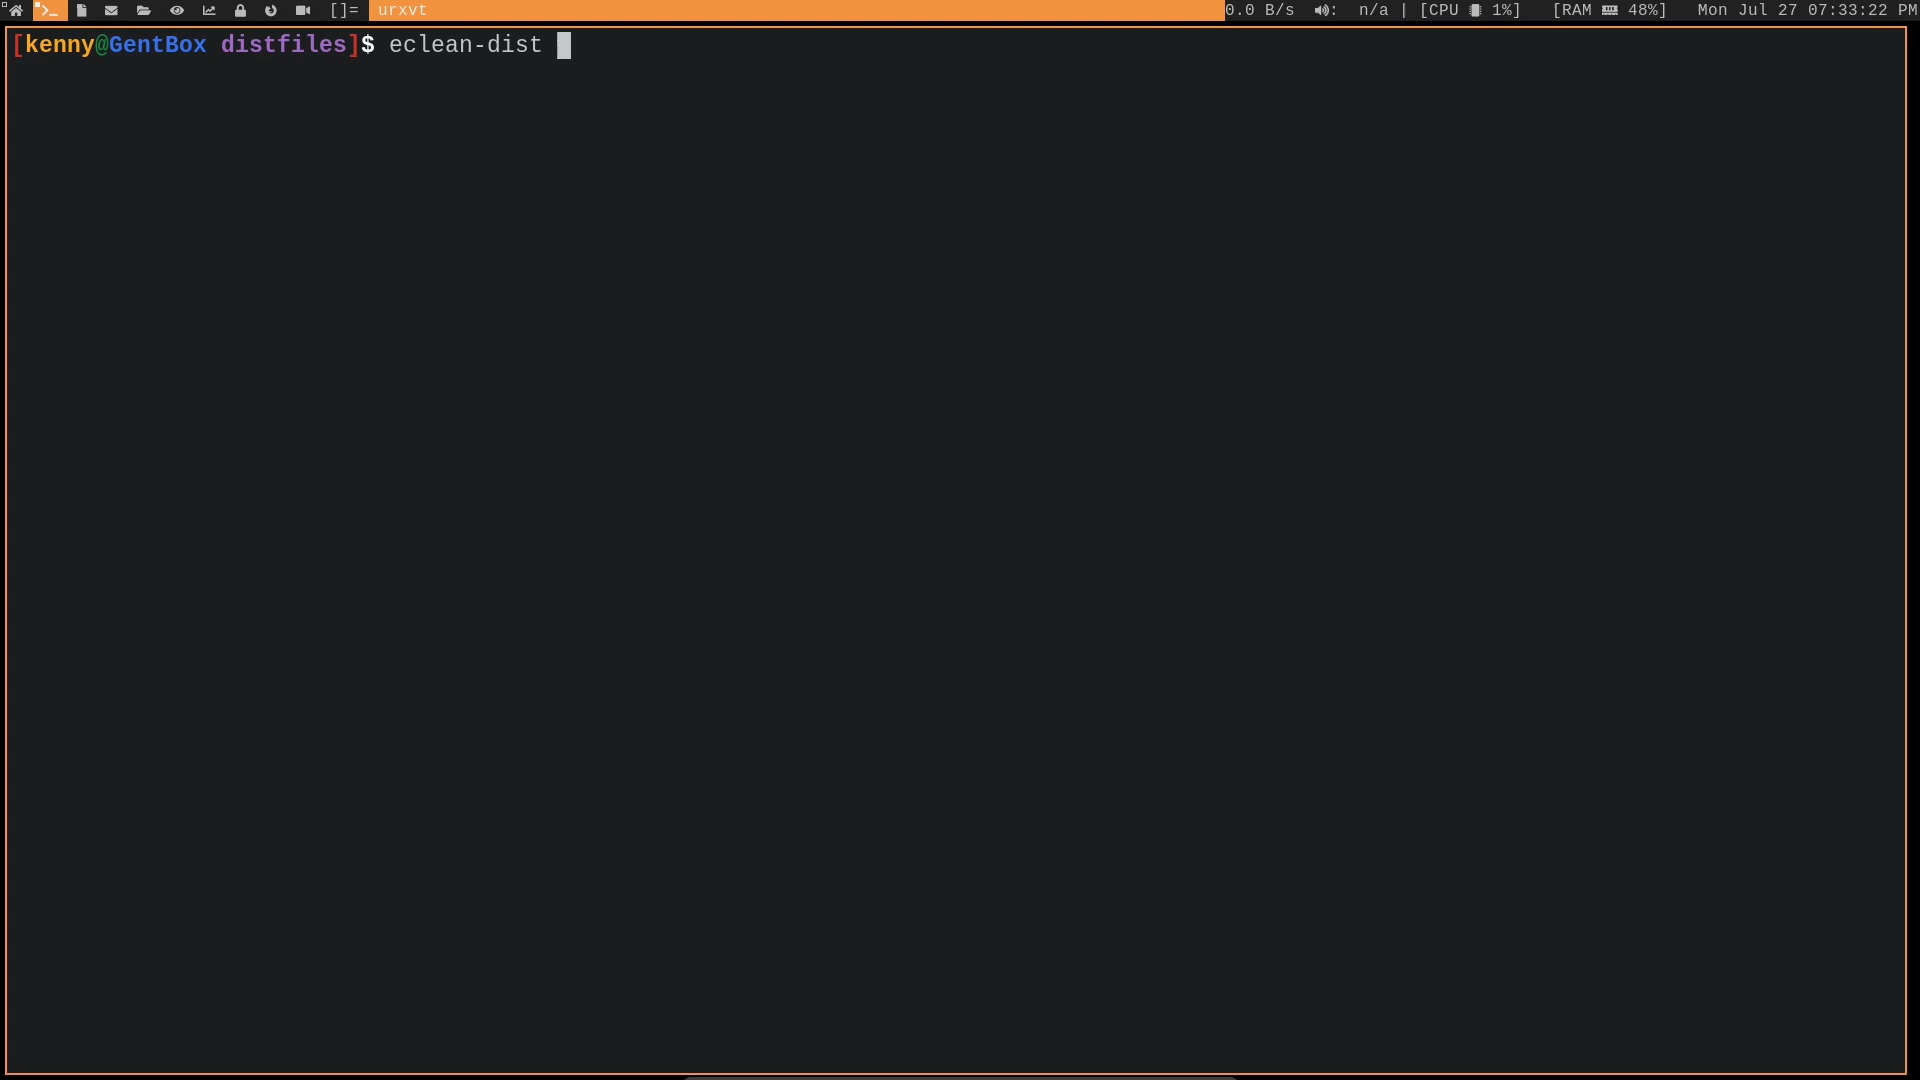 []= urxvt 0.0 B/s : n/a | [CPU 1%] [RAM 48%] Mon Jul 27 07:33:22 PM
[kenny@GentBox distfiles]$ eclean-dist